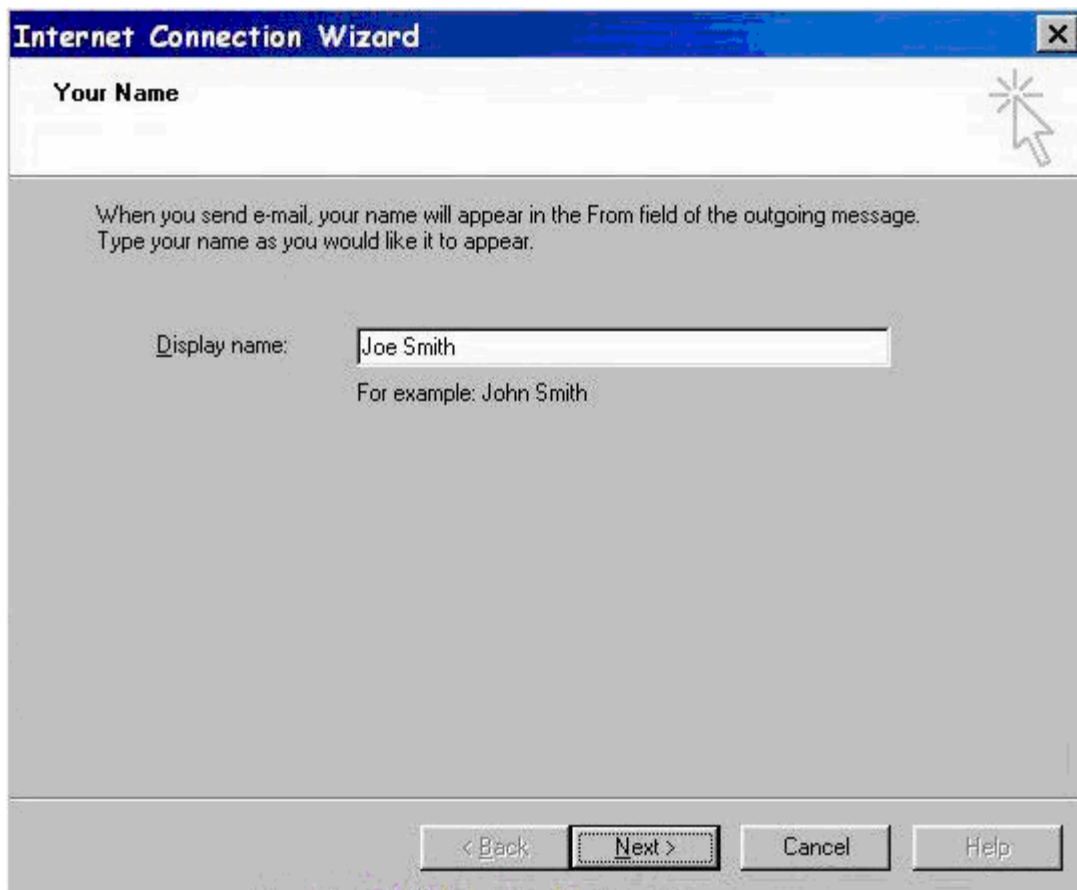 Internet Connection Wizard
Your Name
When you send e-mail, your name will appear in the From field of the outgoing message.
Type your name as you would like it to appear.
Display name: Joe Smith
For example: John Smith
< Back Next > Cancel Help